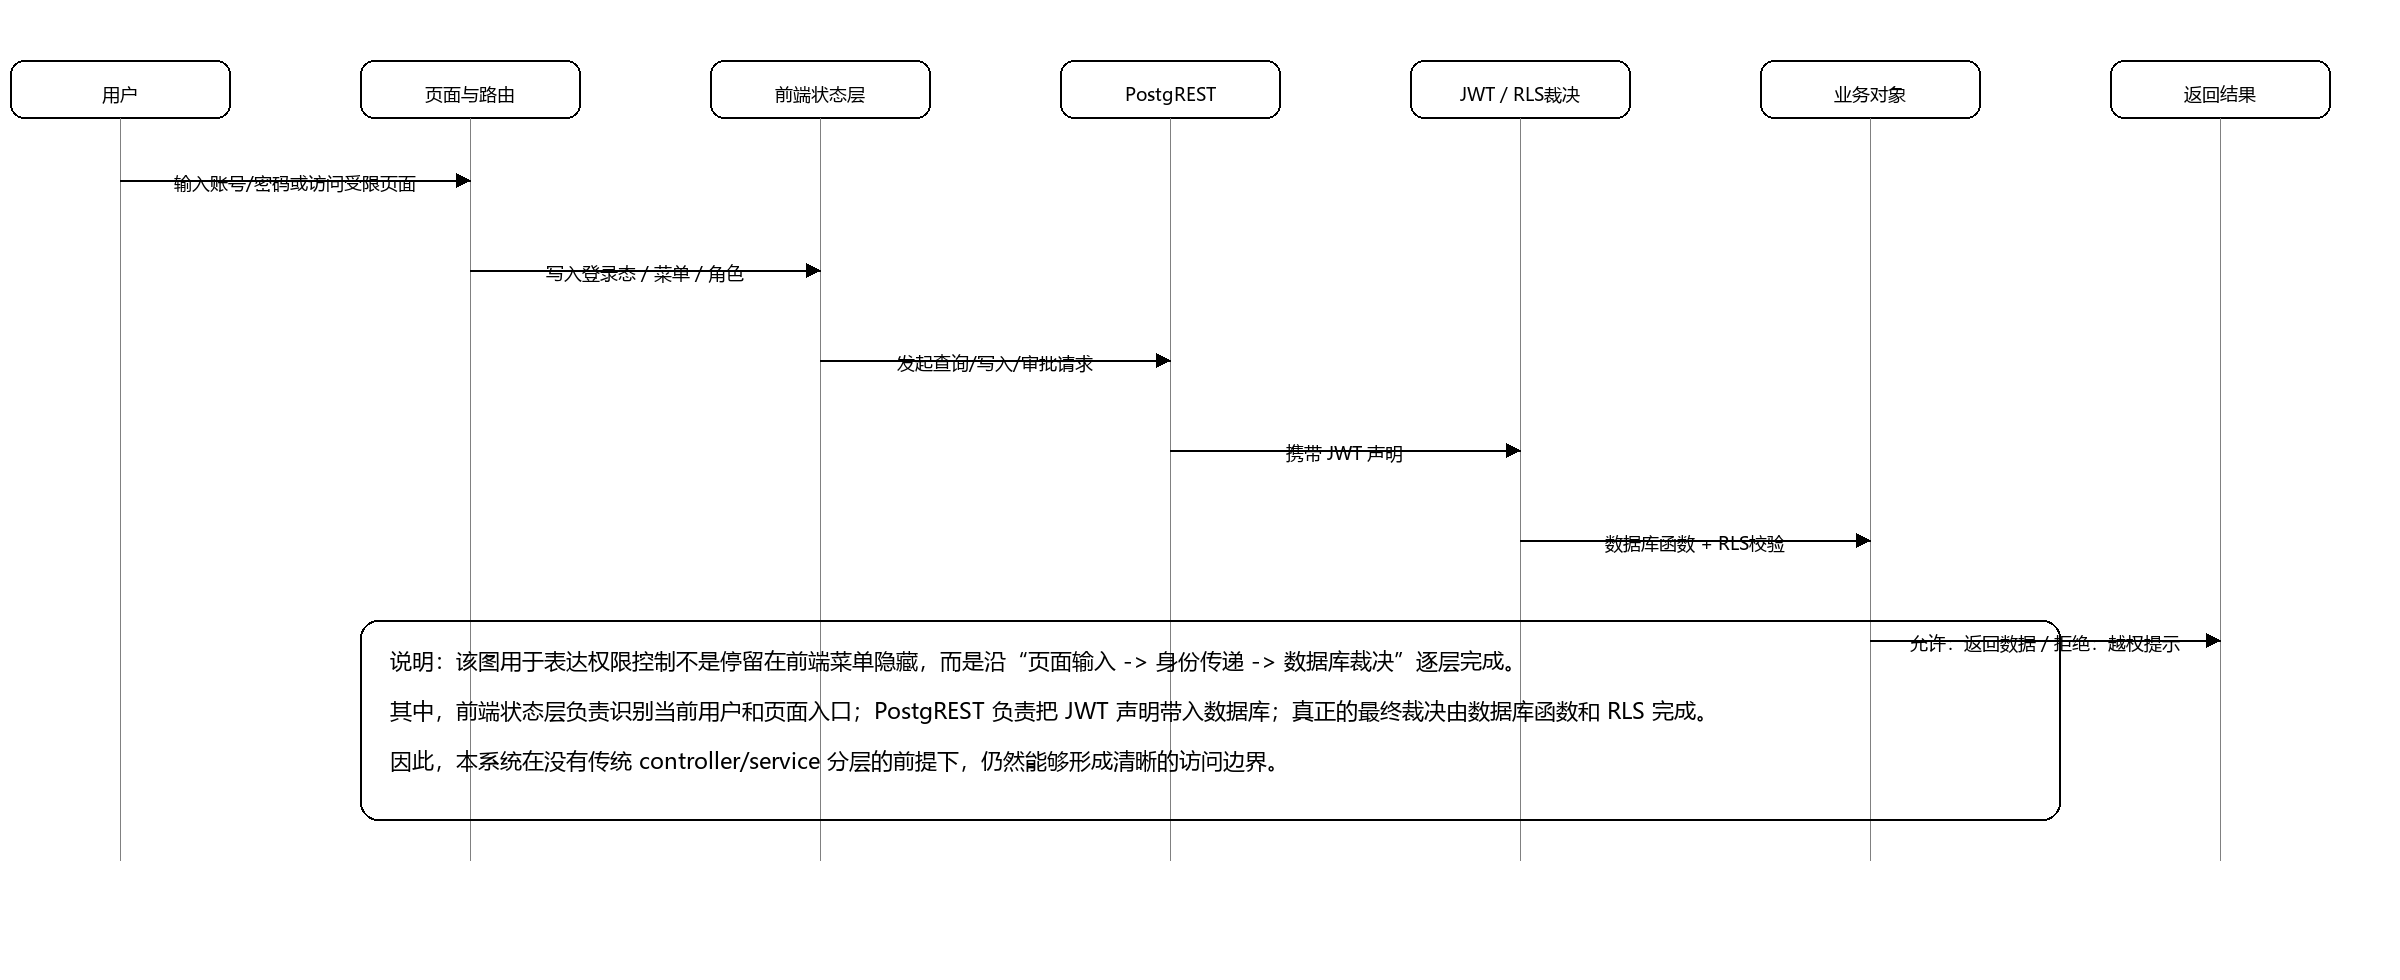 用户
页面与路由
前端状态层
PostgREST
JWT / RLS裁决
业务对象
返回结果
输入账号/密码或访问受限页面
写入登录态 / 菜单 / 角色
发起查询/写入/审批请求
携带 JWT 声明
数据库函数 + RLS校验
允许：返回数据 / 拒绝：越权提示
说明：该图用于表达权限控制不是停留在前端菜单隐藏，而是沿“页面输入 -> 身份传递 -> 数据库裁决”逐层完成。
其中，前端状态层负责识别当前用户和页面入口；PostgREST 负责把 JWT 声明带入数据库；真正的最终裁决由数据库函数和 RLS 完成。
因此，本系统在没有传统 controller/service 分层的前提下，仍然能够形成清晰的访问边界。